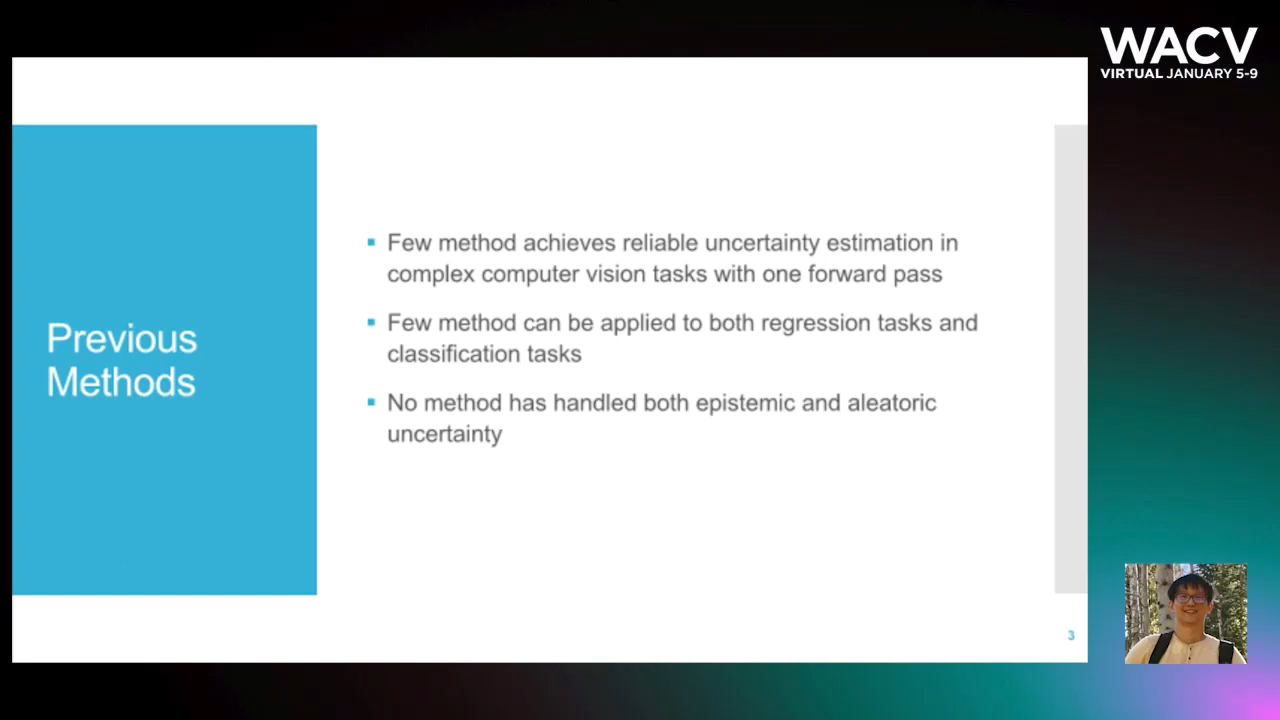 WACV
VIRTUAL JANUARY 5-9
Previous
Methods
Few method achieves reliable uncertainty estimation in
complex computer vision tasks with one forward pass
Few method can be applied to both regression tasks and
classification tasks
No method has handled both epistemic and aleatoric
uncertainty
3